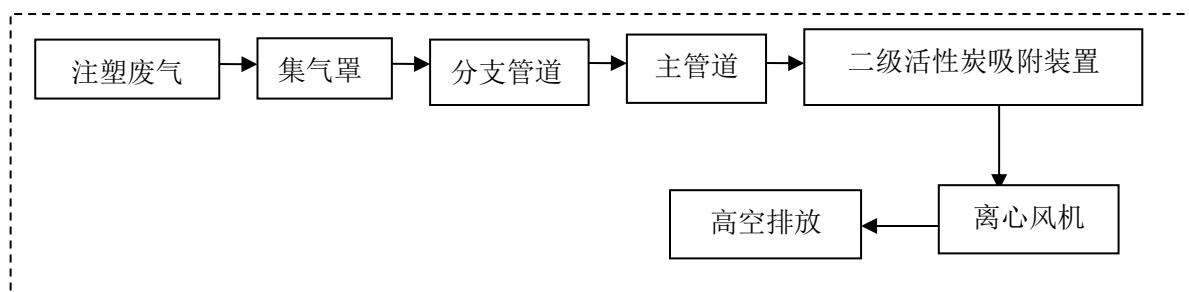 注塑废气
集气罩
分支管道
主管道
二级活性炭吸附装置
离心风机
高空排放